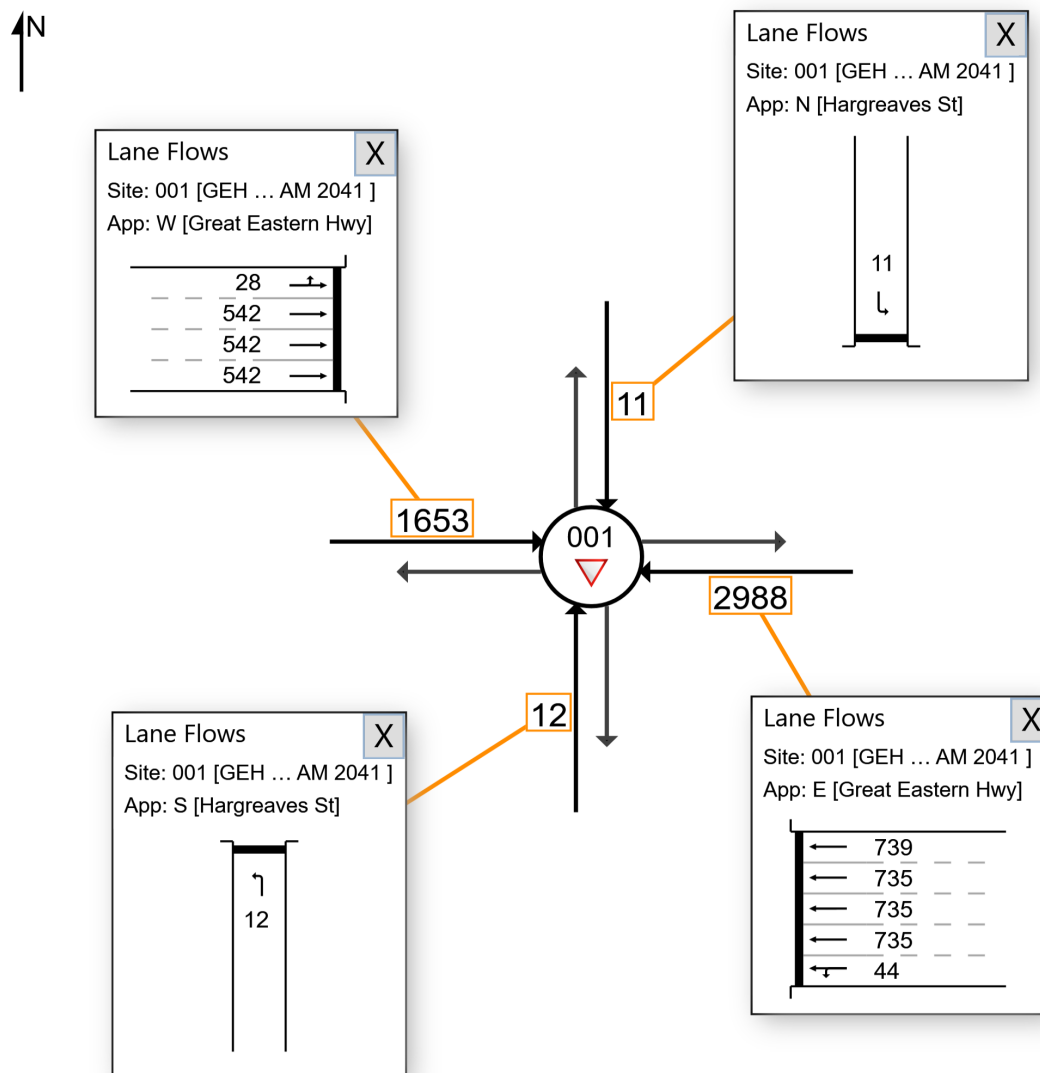 N
Lane Flows
X
Site: 001 [GEH ... AM 2041 ]
App: N [Hargreaves St]
11
Lane Flows
X
Site: 001 [GEH ... AM 2041 ]
App: W [Great Eastern Hwy]
28
542
542
542
11
1653
001
2988
12
Lane Flows
X
Site: 001 [GEH ... AM 2041 ]
App: S [Hargreaves St]
12
Lane Flows
X
Site: 001 [GEH ... AM 2041 ]
App: E [Great Eastern Hwy]
739
735
735
735
44